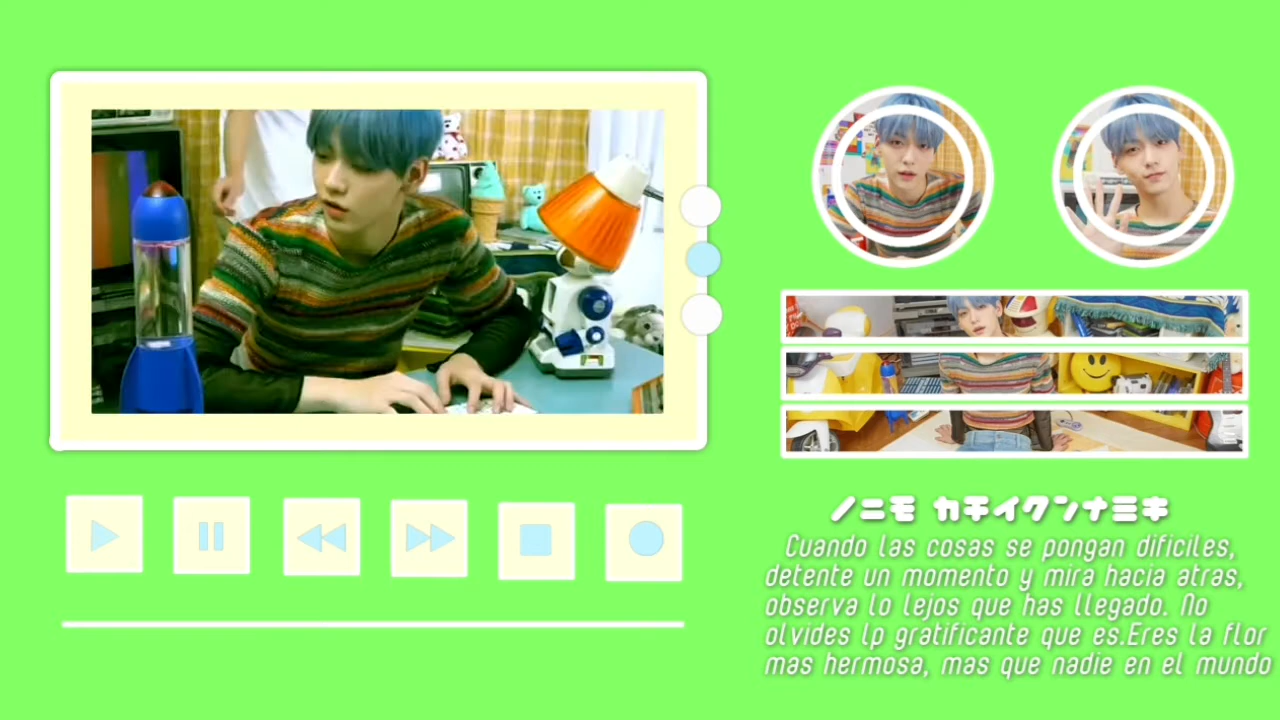 ノニモ カチイクンナミキ
Cuando las cosas se pongan dificiles,
detente un momento y mira hacia atras,
observa lo lejos que has llegado. No
olvides lp gratificante que es.Eres la flor
mas hermosa, mas que nadie en el mundo